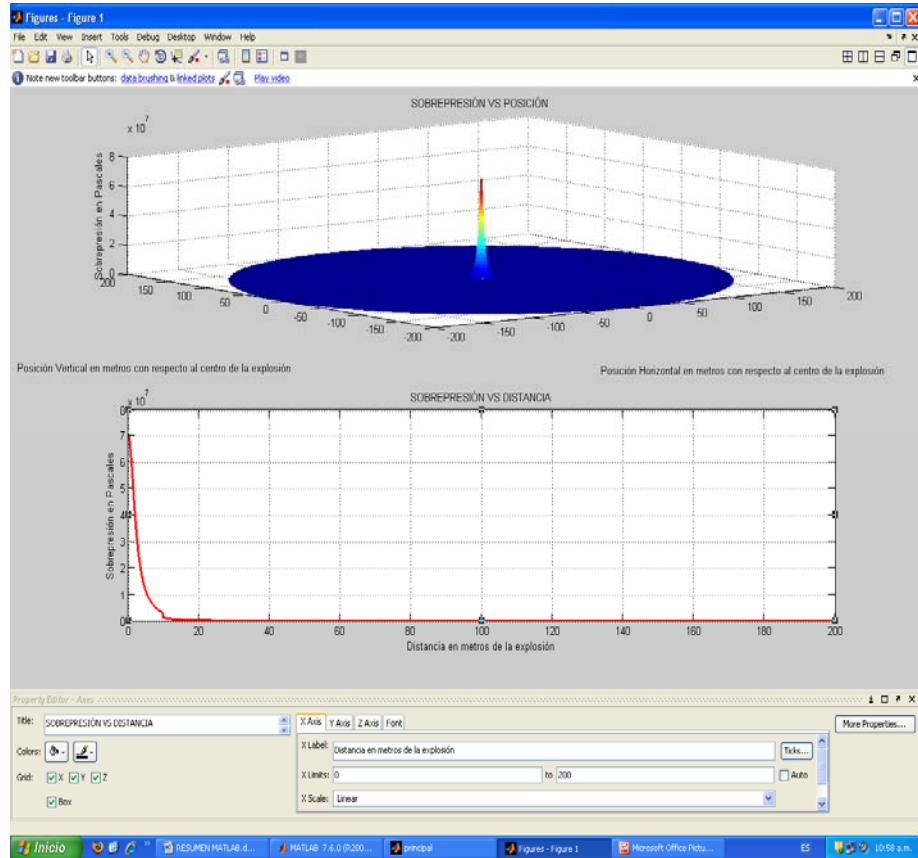 Figures - Figure 1
File Edit View Insert Tools Debug Desktop Window Help
Note new toolbar buttons: data brushing & linked plots Play video
SOBREPRESIÓN VS POSICIÓN
x 10^7
8
6
4
2
0
Sobrepresión en Pascales
200 150 100 50 0 -50 -100 -150 -200
-200 -150 -100 -50 0 50 100 150 200
Posición Vertical en metros con respecto al centro de la explosión
Posición Horizontal en metros con respecto al centro de la explosión
SOBREPRESIÓN VS DISTANCIA
x 10^7
8
7
6
5
4
3
2
1
0
Sobrepresión en Pascales
0 20 40 60 80 100 120 140 160 180 200
Distancia en metros de la explosión
Property Editor - Axes
Title: SOBREPRESIÓN VS DISTANCIA
Colors:
Grid: X Y Z
Box
X Axis Y Axis Z Axis Font
X Label: Distancia en metros de la explosión
Ticks...
X Limits: 0 to 200
Auto
X Scale: Linear
More Properties...
Inicio
RESUMEN MATLAB.d...
MATLAB 7.6.0 (R200...
principal
Figures - Figure 1
Microsoft Office Pictu...
ES
10:58 a.m.